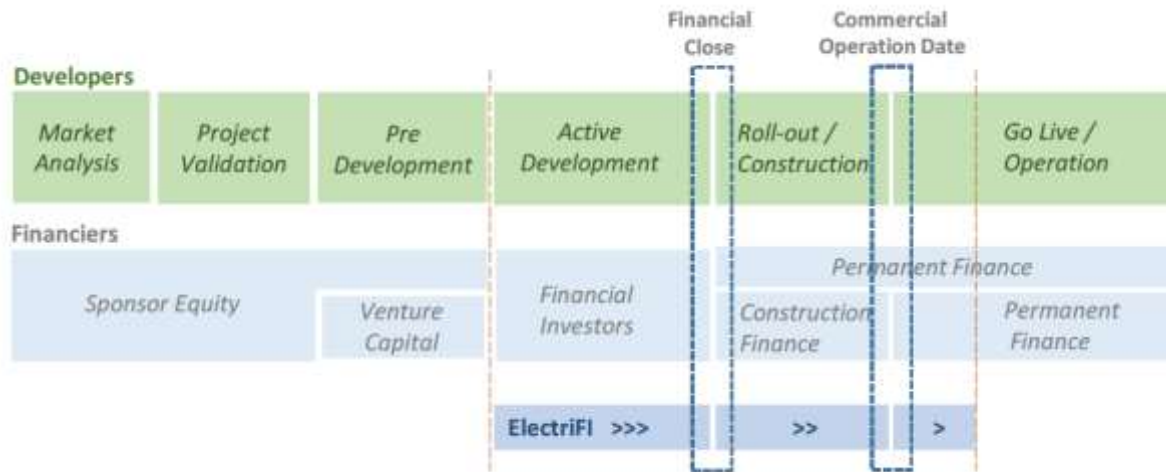 Financial
Close
Commercial
Operation Date
Developers
Market
Analysis
Project
Validation
Pre
Development
Active
Development
Roll-out /
Construction
Go Live /
Operation
Financiers
Permanent Finance
Sponsor Equity
Venture
Capital
Financial
Investors
Construction
Finance
Permanent
Finance
ElectriFI >>>
>>
>